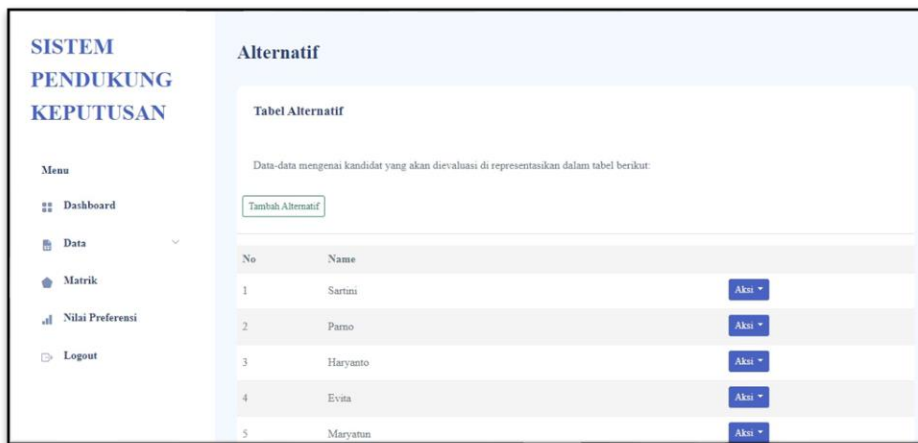 SISTEM
PENDUKUNG
KEPUTUSAN
Menu
Dashboard
Data
Matrik
Nilai Preferensi
Logout
Alternatif
Tabel Alternatif
Data-data mengenai kandidat yang akan dievaluasi di representasikan dalam tabel berikut:
Tambah Alternatif
No Name
1 Sartini Aksi
2 Parno Aksi
3 Haryanto Aksi
4 Evita Aksi
5 Maryatun Aksi